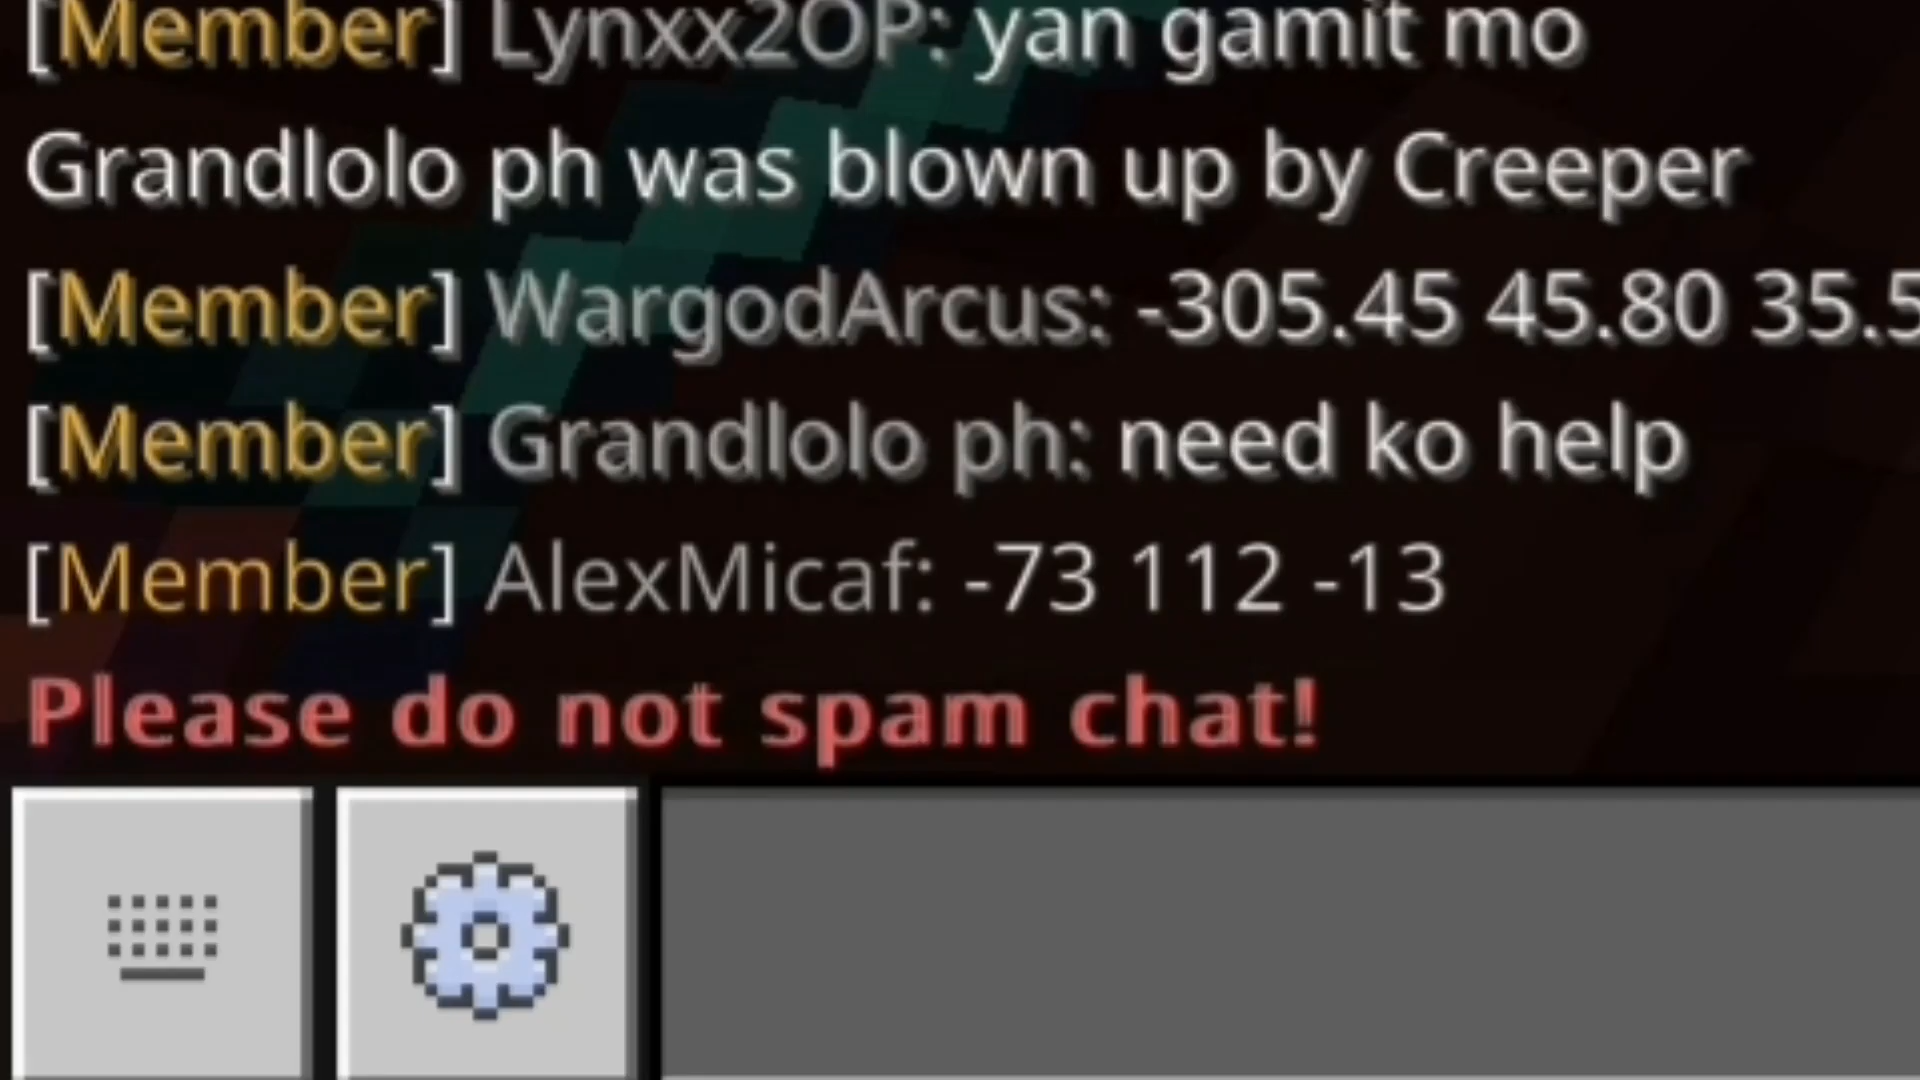 [Member] Lynxx2OP: yan gamit mo
Grandlolo ph was blown up by Creeper
[Member] WargodArcus: -305.45 45.80 35.5
[Member] Grandlolo ph: need ko help
[Member] AlexMicaf: -73 112 -13
Please do not spam chat!